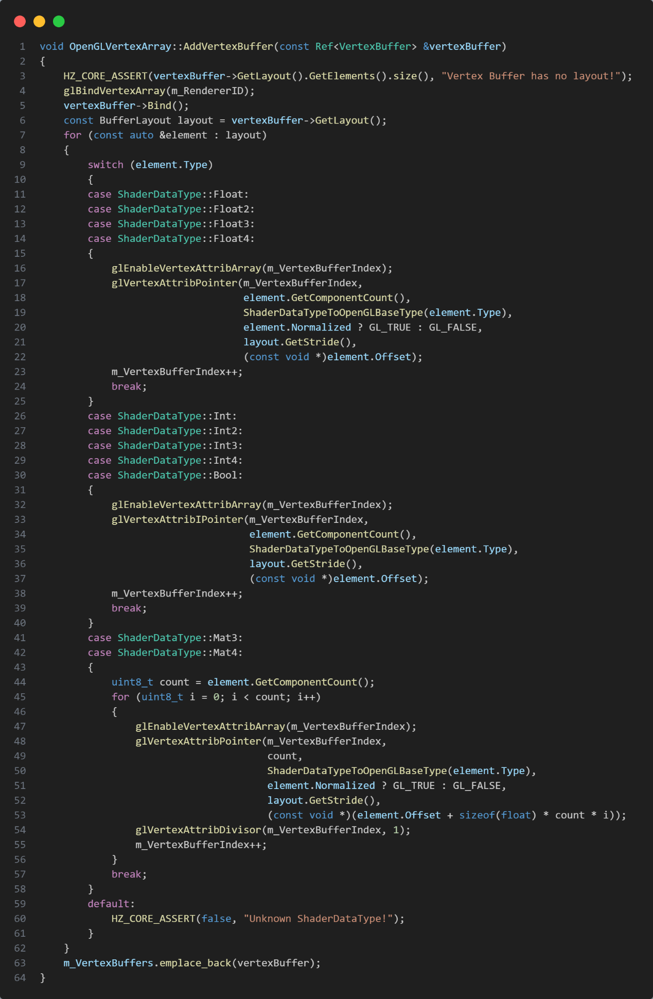 1 void OpenGLVertexArray::AddVertexBuffer(const Ref<VertexBuffer> &vertexBuffer)
2 {
3     HZ_CORE_ASSERT(vertexBuffer->GetLayout().GetElements().size(), "Vertex Buffer has no layout!");
4     glBindVertexArray(m_RendererID);
5     vertexBuffer->Bind();
6     const BufferLayout layout = vertexBuffer->GetLayout();
7     for (const auto &element : layout)
8     {
9         switch (element.Type)
10         {
11         case ShaderDataType::Float:
12         case ShaderDataType::Float2:
13         case ShaderDataType::Float3:
14         case ShaderDataType::Float4:
15         {
16             glEnableVertexAttribArray(m_VertexBufferIndex);
17             glVertexAttribPointer(m_VertexBufferIndex,
18                                   element.GetComponentCount(),
19                                   ShaderDataTypeToOpenGLBaseType(element.Type),
20                                   element.Normalized ? GL_TRUE : GL_FALSE,
21                                   layout.GetStride(),
22                                   (const void *)element.Offset);
23             m_VertexBufferIndex++;
24             break;
25         }
26         case ShaderDataType::Int:
27         case ShaderDataType::Int2:
28         case ShaderDataType::Int3:
29         case ShaderDataType::Int4:
30         case ShaderDataType::Bool:
31         {
32             glEnableVertexAttribArray(m_VertexBufferIndex);
33             glVertexAttribIPointer(m_VertexBufferIndex,
34                                    element.GetComponentCount(),
35                                    ShaderDataTypeToOpenGLBaseType(element.Type),
36                                    layout.GetStride(),
37                                    (const void *)element.Offset);
38             m_VertexBufferIndex++;
39             break;
40         }
41         case ShaderDataType::Mat3:
42         case ShaderDataType::Mat4:
43         {
44             uint8_t count = element.GetComponentCount();
45             for (uint8_t i = 0; i < count; i++)
46             {
47                 glEnableVertexAttribArray(m_VertexBufferIndex);
48                 glVertexAttribPointer(m_VertexBufferIndex,
49                                       count,
50                                       ShaderDataTypeToOpenGLBaseType(element.Type),
51                                       element.Normalized ? GL_TRUE : GL_FALSE,
52                                       layout.GetStride(),
53                                       (const void *)(element.Offset + sizeof(float) * count * i));
54                 glVertexAttribDivisor(m_VertexBufferIndex, 1);
55                 m_VertexBufferIndex++;
56             }
57             break;
58         }
59         default:
60             HZ_CORE_ASSERT(false, "Unknown ShaderDataType!");
61         }
62     }
63     m_VertexBuffers.emplace_back(vertexBuffer);
64 }